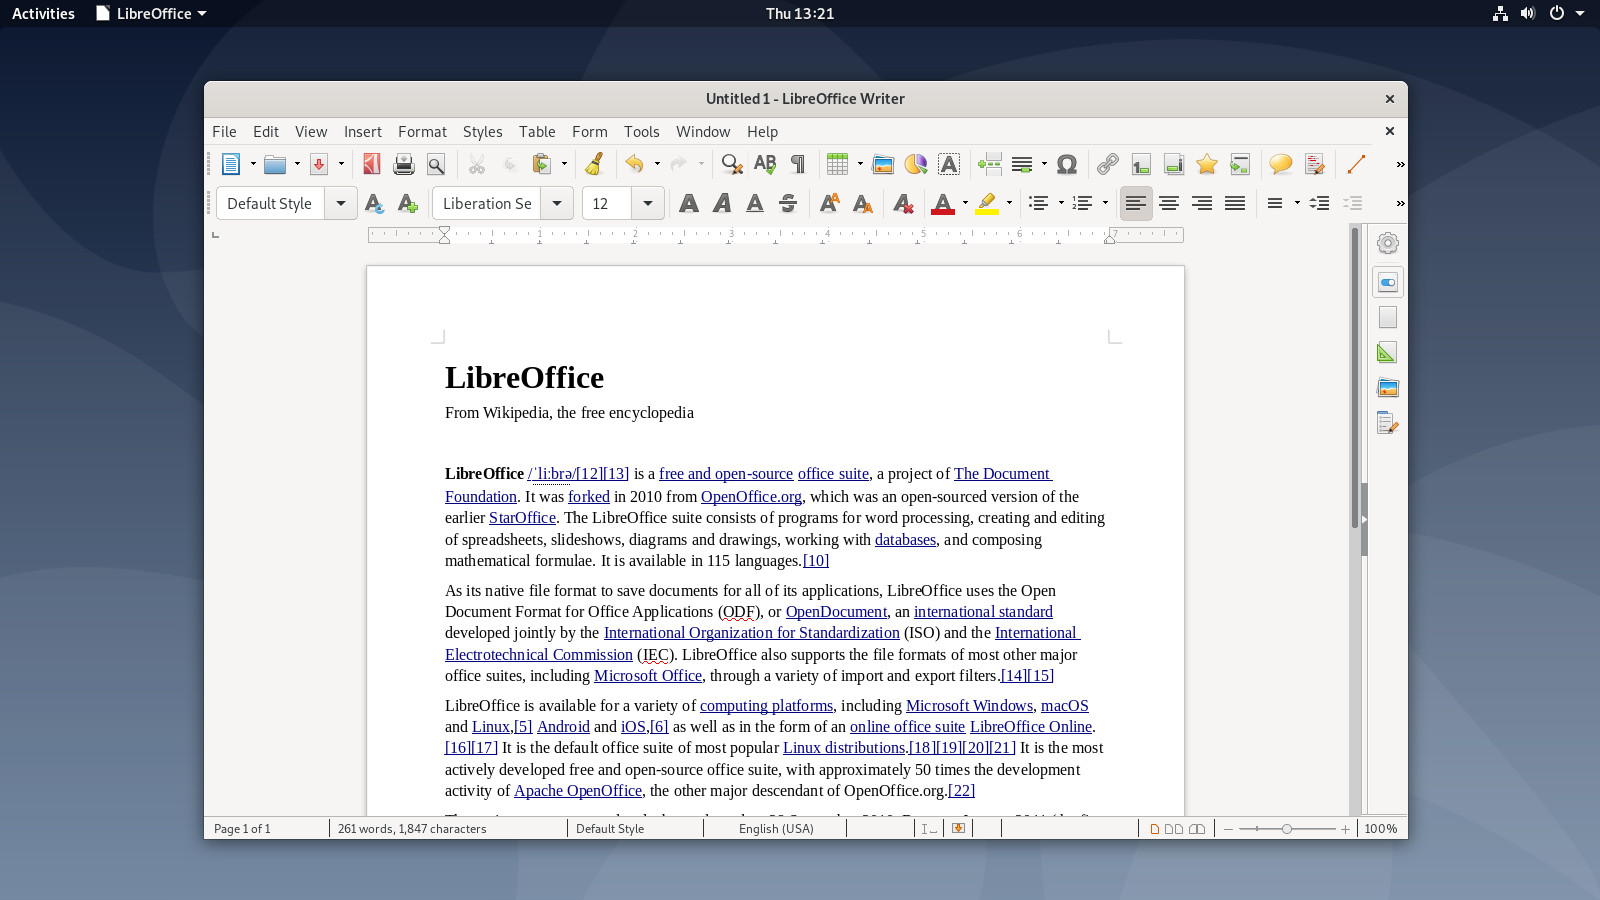 Activities
LibreOffice
Thu 13:21
Untitled 1 - LibreOffice Writer
File Edit View Insert Format Styles Table Form Tools Window Help
Default Style
Liberation Se
12
1 2 3 4 5 6 7
LibreOffice
From Wikipedia, the free encyclopedia
LibreOffice /ˈliːbrə/[12][13] is a free and open-source office suite, a project of The Document
Foundation. It was forked in 2010 from OpenOffice.org, which was an open-sourced version of the
earlier StarOffice. The LibreOffice suite consists of programs for word processing, creating and editing
of spreadsheets, slideshows, diagrams and drawings, working with databases, and composing
mathematical formulae. It is available in 115 languages.[10]
As its native file format to save documents for all of its applications, LibreOffice uses the Open
Document Format for Office Applications (ODF), or OpenDocument, an international standard
developed jointly by the International Organization for Standardization (ISO) and the International
Electrotechnical Commission (IEC). LibreOffice also supports the file formats of most other major
office suites, including Microsoft Office, through a variety of import and export filters.[14][15]
LibreOffice is available for a variety of computing platforms, including Microsoft Windows, macOS
and Linux,[5] Android and iOS,[6] as well as in the form of an online office suite LibreOffice Online.
[16][17] It is the default office suite of most popular Linux distributions.[18][19][20][21] It is the most
actively developed free and open-source office suite, with approximately 50 times the development
activity of Apache OpenOffice, the other major descendant of OpenOffice.org.[22]
Page 1 of 1
261 words, 1,847 characters
Default Style
English (USA)
100%